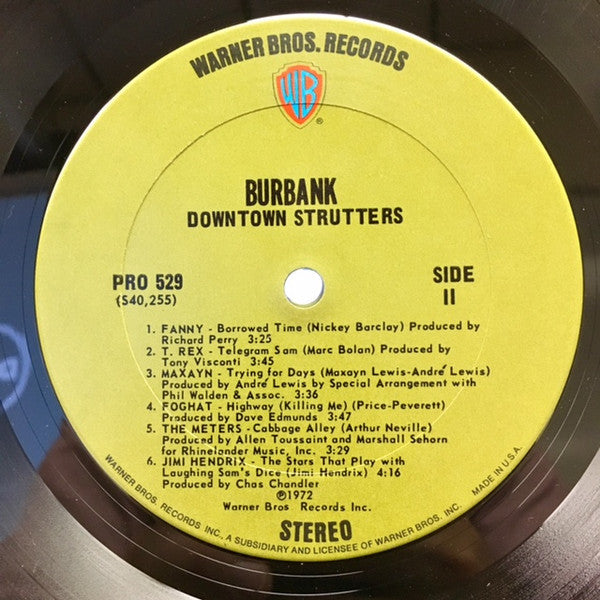 WARNER BROS. RECORDS
WB
®
BURBANK
DOWNTOWN STRUTTERS
PRO 529
(S40,255)
SIDE
II
1. FANNY - Borrowed Time (Nickey Barclay) Produced by
Richard Perry 3:25
2. T. REX - Telegram Sam (Marc Bolan) Produced by
Tony Visconti 3:45
3. MAXAYN - Trying for Days (Maxayn Lewis-André Lewis)
Produced by André Lewis by Special Arrangement with
Phil Walden & Assoc. 3:36
4. FOGHAT - Highway (Killing Me) (Price-Peverett)
Produced by Dave Edmunds 3:47
5. THE METERS - Cabbage Alley (Arthur Neville)
Produced by Allen Toussaint and Marshall Sehorn
for Rhinelander Music, Inc. 3:29
6. JIMI HENDRIX - The Stars That Play with
Laughing Sam's Dice (Jimi Hendrix) 4:16
Produced by Chas Chandler
℗1972
Warner Bros. Records Inc.
STEREO
WARNER BROS. RECORDS INC., A SUBSIDIARY AND LICENSEE OF WARNER BROS. INC. MADE IN U.S.A.